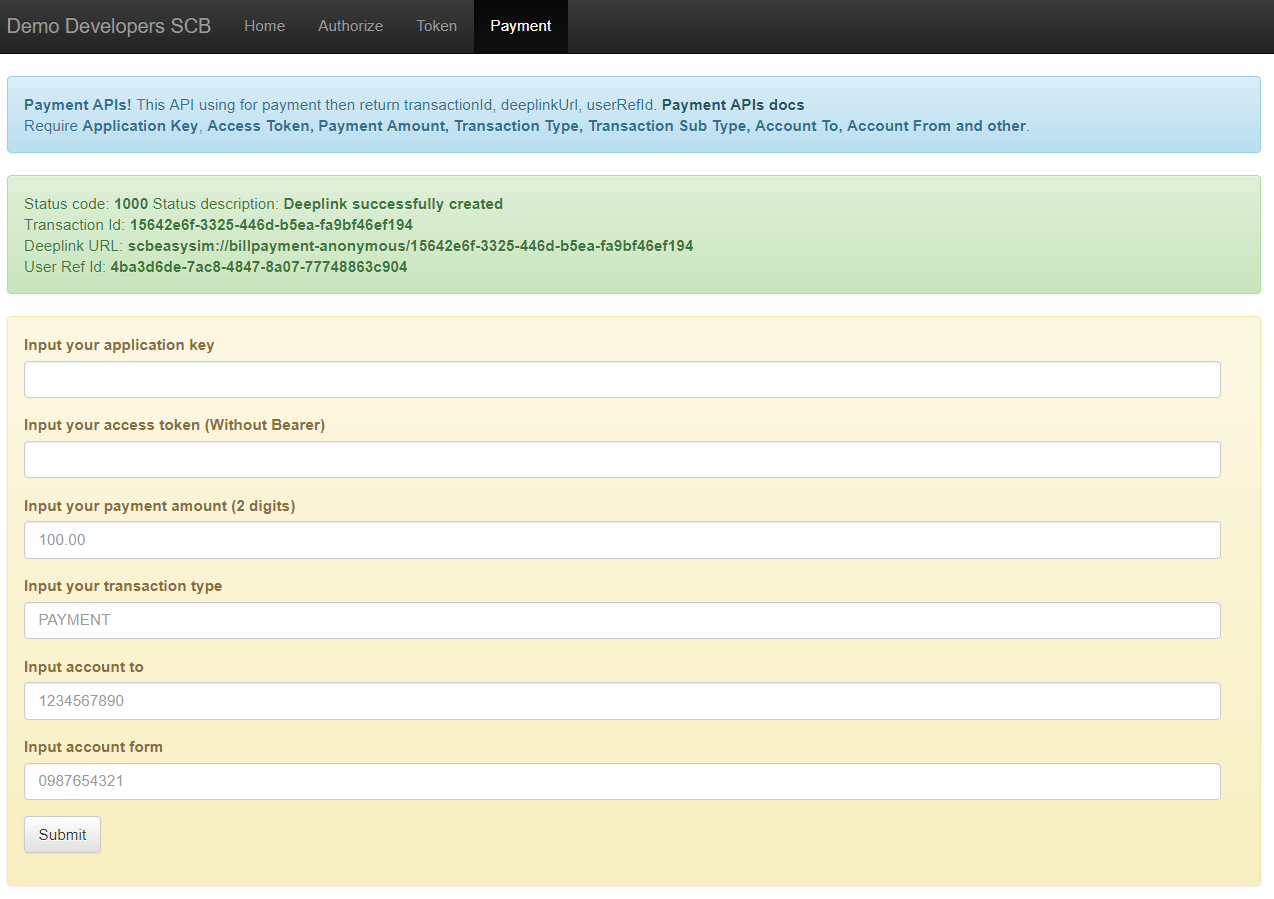 Demo Developers SCB Home Authorize Token Payment
Payment APIs! This API using for payment then return transactionId, deeplinkUrl, userRefId. Payment APIs docs
Require Application Key, Access Token, Payment Amount, Transaction Type, Transaction Sub Type, Account To, Account From and other.
Status code: 1000 Status description: Deeplink successfully created
Transaction Id: 15642e6f-3325-446d-b5ea-fa9bf46ef194
Deeplink URL: scbeasysim://billpayment-anonymous/15642e6f-3325-446d-b5ea-fa9bf46ef194
User Ref Id: 4ba3d6de-7ac8-4847-8a07-77748863c904
Input your application key
Input your access token (Without Bearer)
Input your payment amount (2 digits)
100.00
Input your transaction type
PAYMENT
Input account to
1234567890
Input account form
0987654321
Submit